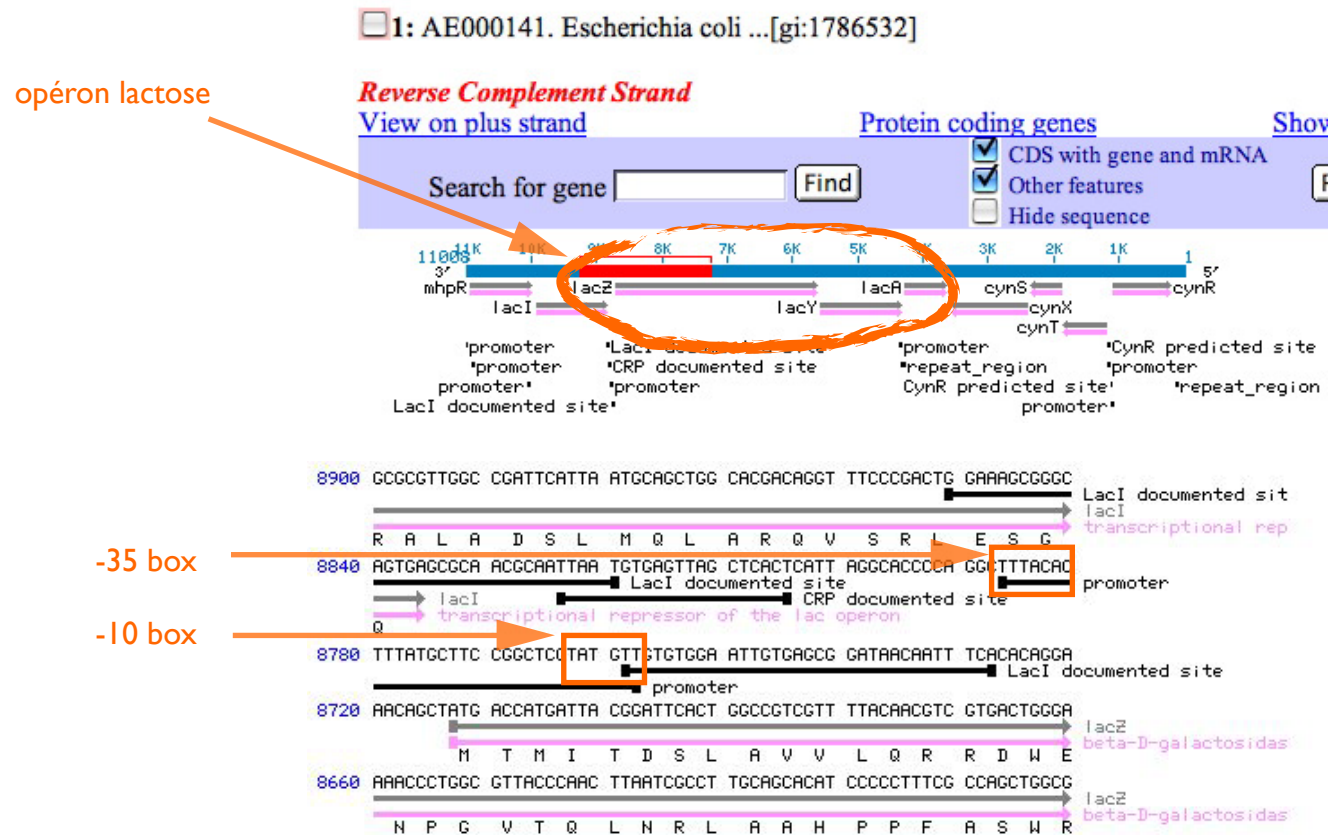 1: AE000141. Escherichia coli ...[gi:1786532]
opéron lactose
Reverse Complement Strand
View on plus strand Protein coding genes Show
Search for gene Find
CDS with gene and mRNA
Other features
Hide sequence
11008 11K 10K 9K 8K 7K 6K 5K 3K 2K 1K 1
3' 5'
mhpR lacZ lacA cynS cynR
lacI lacY cynX
cynT
promoter LacI documented site promoter CynR predicted site
promoter CRP documented site repeat_region promoter
promoter promoter CynR predicted site repeat_region
LacI documented site promoter
8900 GCGCGTTGGC CGATTCATTA ATGCAGCTGG CACGACAGGT TTCCCGACTG GAAAGCGGGC
LacI documented sit
lacI
transcriptional rep
R A L A D S L M Q L A R Q V S R L E S G
-35 box
8840 AGTGAGCGCA ACGCAATTAA TGTGAGTTAG CTCACTCATT AGGCACCCCA GGCTTTACAC
LacI documented site promoter
lacI CRP documented site
transcriptional repressor of the lac operon
Q
-10 box
8780 TTTATGCTTC CGGCTCGTAT GTTGTGTGGA ATTGTGAGCG GATAACAATT TCACACAGGA
LacI documented site
promoter
8720 AACAGCTATG ACCATGATTA CGGATTCACT GGCCGTCGTT TTACAACGTC GTGACTGGGA
lacZ
beta-D-galactosidas
M T M I T D S L A V V L Q R R D W E
8660 AAACCCTGGC GTTACCCAAC TTAATCGCCT TGCAGCACAT CCCCCTTTCG CCAGCTGGCG
lacZ
beta-D-galactosidas
N P G V T Q L N R L A A H P P F A S W R